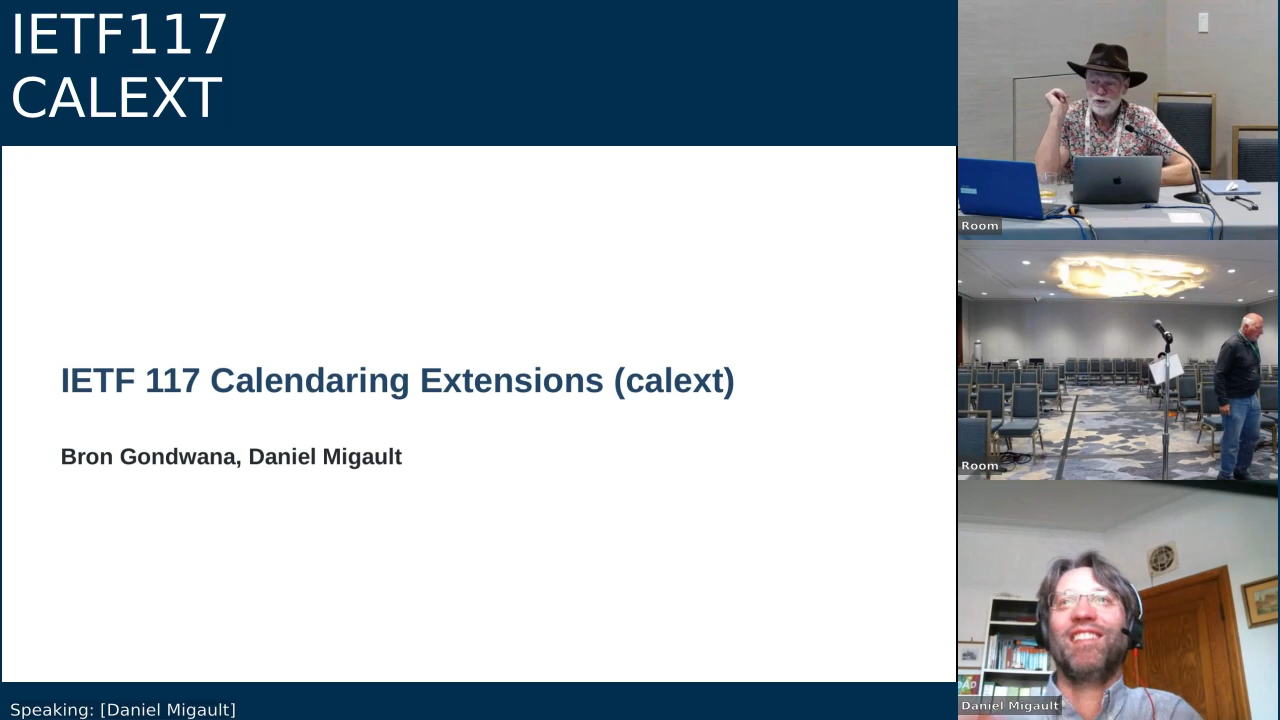 IETF117
CALEXT
IETF 117 Calendaring Extensions (calext)
Bron Gondwana, Daniel Migault
Speaking: [Daniel Migault]
Room
Room
Daniel Migault